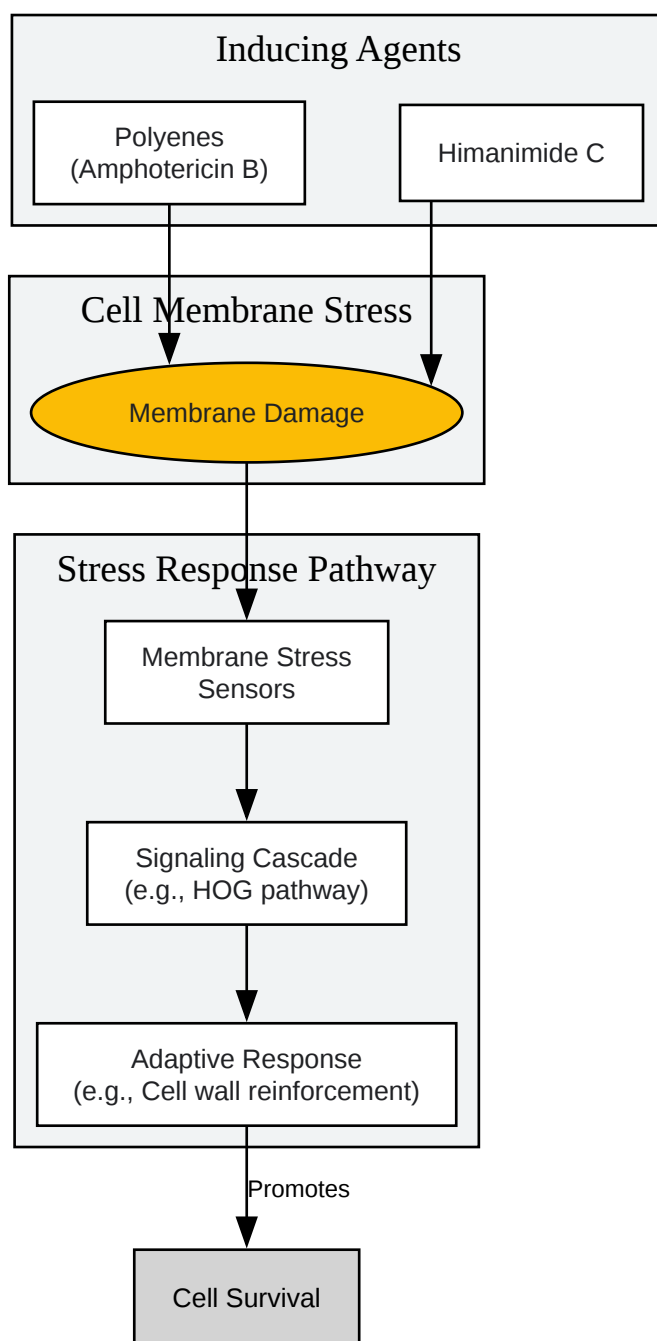 Inducing Agents
Polyenes
(Amphotericin B)
Himanimide C
Cell Membrane Stress
Membrane Damage
Stress Response Pathway
Membrane Stress
Sensors
Signaling Cascade
(e.g., HOG pathway)
Adaptive Response
(e.g., Cell wall reinforcement)
Promotes
Cell Survival